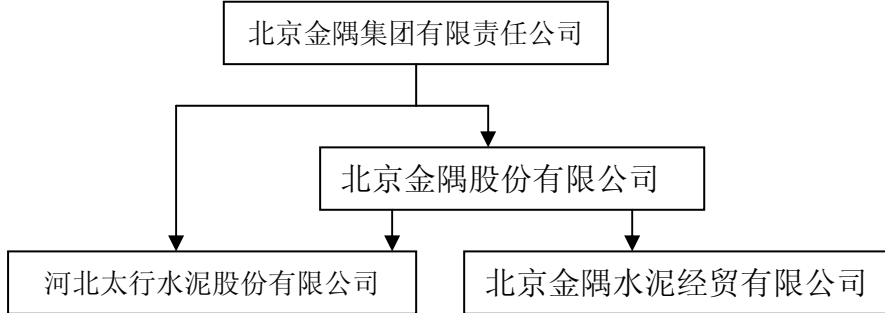 北京金隅集团有限责任公司
北京金隅股份有限公司
河北太行水泥股份有限公司
北京金隅水泥经贸有限公司